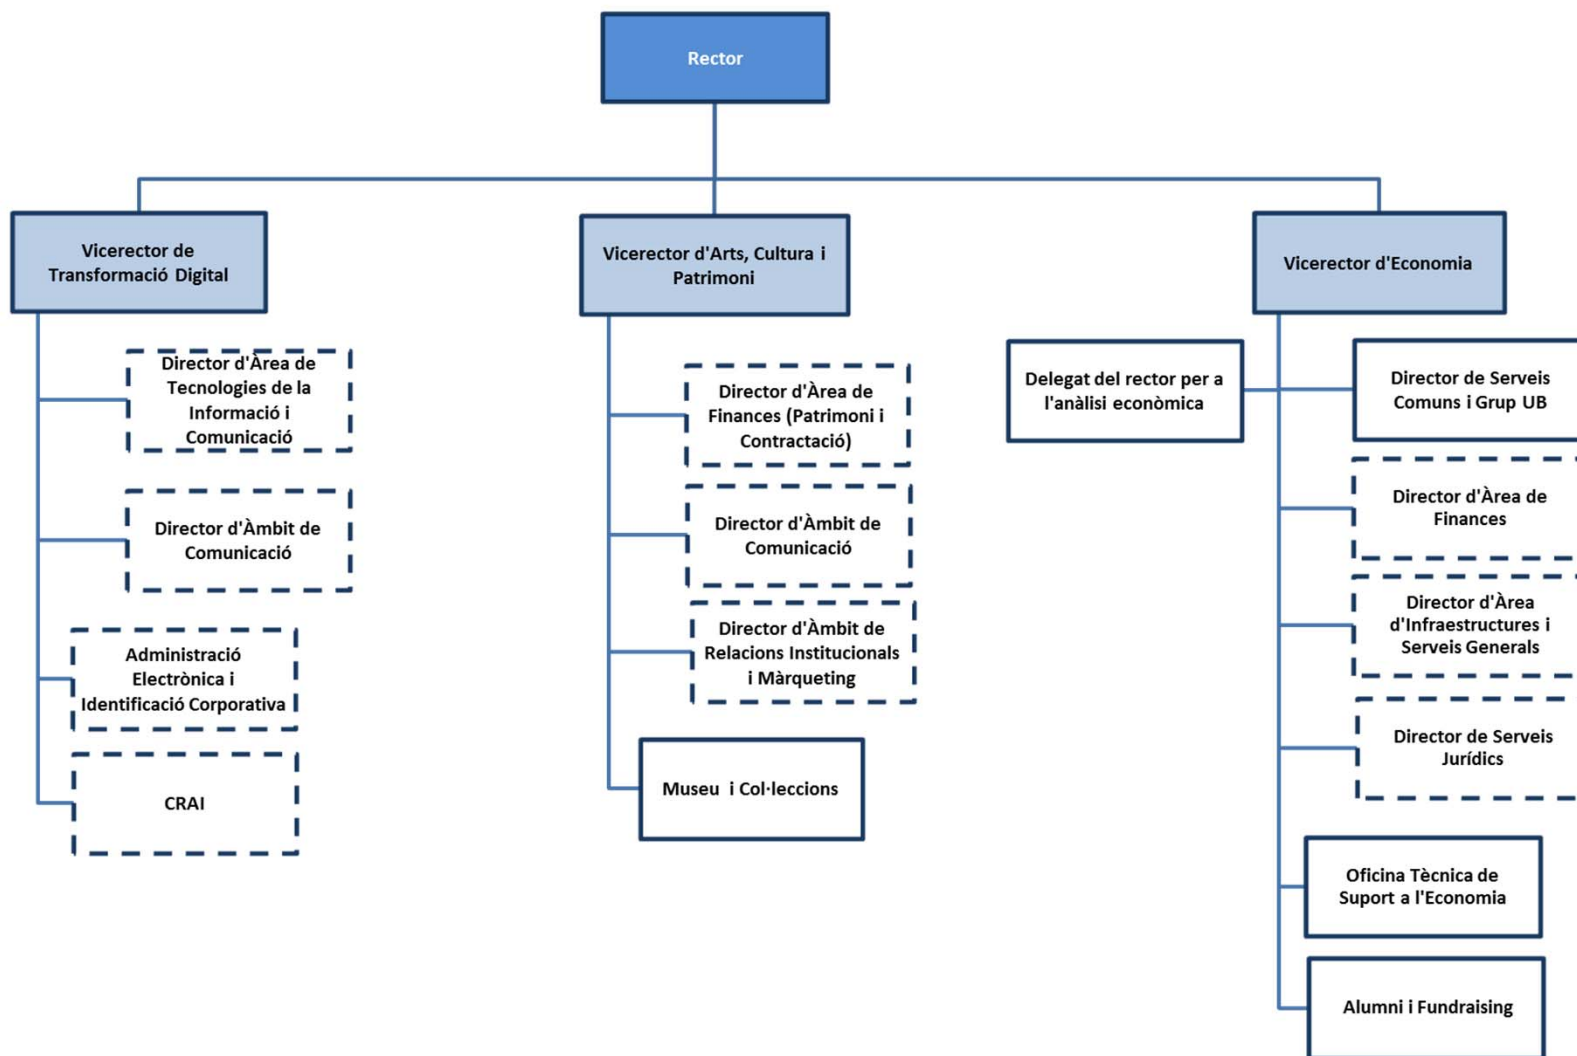 Rector
Vicerector de
Transformació Digital
Director d'Àrea de
Tecnologies de la
Informació i
Comunicació
Director d'Àmbit de
Comunicació
Administració
Electrònica i
Identificació Corporativa
CRAI
Vicerector d'Arts, Cultura i
Patrimoni
Director d'Àrea de
Finances (Patrimoni i
Contractació)
Director d'Àmbit de
Comunicació
Director d'Àmbit de
Relacions Institucionals
i Màrqueting
Museu i Col·leccions
Vicerector d'Economia
Delegat del rector per a
l'anàlisi econòmica
Director de Serveis
Comuns i Grup UB
Director d'Àrea de
Finances
Director d'Àrea
d'Infraestructures i
Serveis Generals
Director de Serveis
Jurídics
Oficina Tècnica de
Suport a l'Economia
Alumni i Fundraising